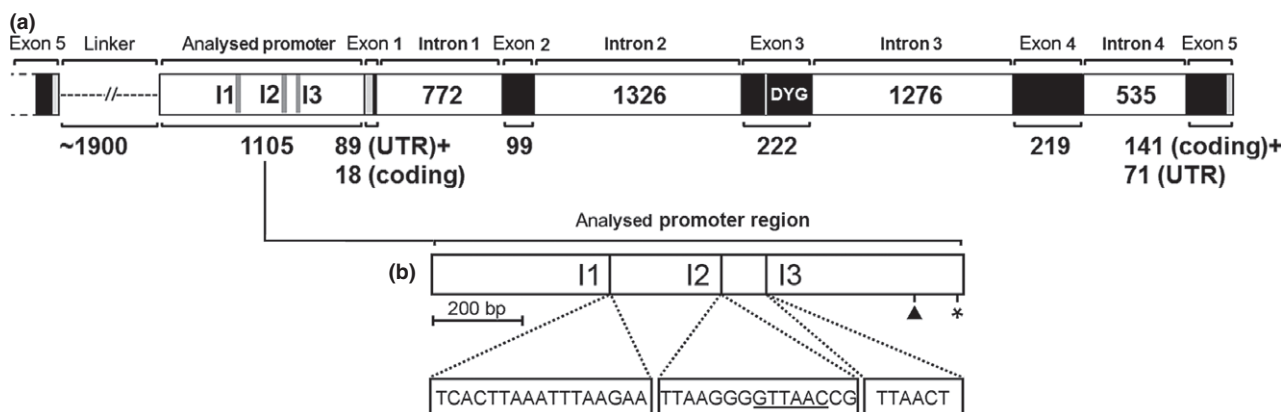 (a)
Exon 5 Linker Analysed promoter Exon 1 Intron 1 Exon 2 Intron 2 Exon 3 Intron 3 Exon 4 Intron 4 Exon 5
-//- I1 I2 I3 772 1326 DYG 1276 535
~1900 1105 89 (UTR)+ 99 222 219 141 (coding)+
18 (coding) 71 (UTR)
Analysed promoter region
(b) I1 I2 I3
200 bp ▲ *
TCACTTAAATTTAAGAA TTAAGGGGTTAACCG TTAACT